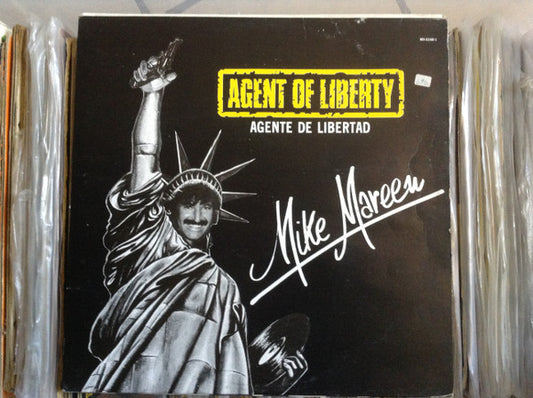 AGENT OF LIBERTY
AGENTE DE LIBERTAD
Mike Mareen